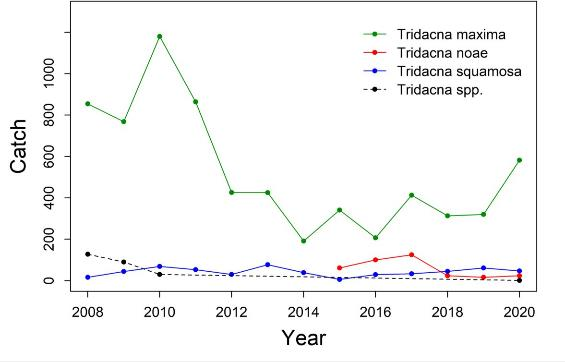 Tridacna maxima
Tridacna noae
Tridacna squamosa
Tridacna spp.
Catch
1000
800
600
400
200
0
2008 2010 2012 2014 2016 2018 2020
Year